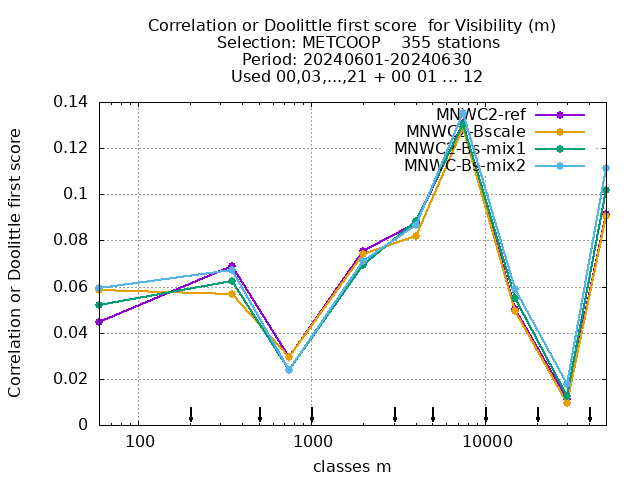 Correlation or Doolittle first score  for Visibility (m)
Selection: METCOOP    355 stations
Period: 20240601-20240630
Used 00,03,...,21 + 00 01 ... 12
MNWC2-ref
MNWC2-Bscale
MNWC2-Bs-mix1
MNWC-Bs-mix2
Correlation or Doolittle first score
0.14
0.12
0.1
0.08
0.06
0.04
0.02
0
100
1000
10000
classes m